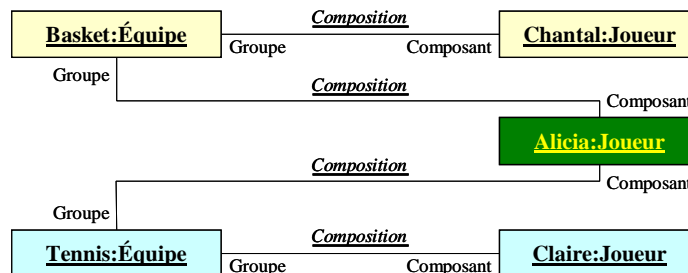 Composition
Basket:Équipe
Chantal:Joueur
Groupe
Composant
Groupe
Composition
Composant
Alicia:Joueur
Composition
Composant
Groupe
Composition
Tennis:Équipe
Claire:Joueur
Groupe
Composant